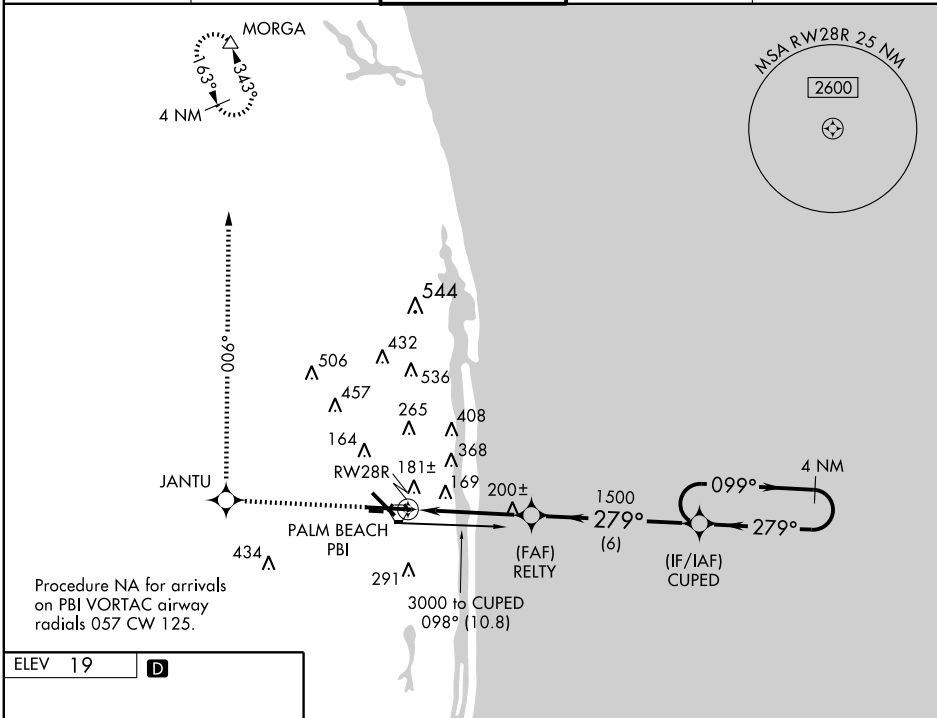 MORGA
163°
343°
4 NM
MSA RW28R 25 NM
2600
006°
544
432
506
536
457
265
408
164
368
RW28R
181±
169
200±
JANTU
PALM BEACH
PBI
1500
279°
(6)
099°
4 NM
279°
(FAF)
RELTY
(IF/IAF)
CUPED
434
291
3000 to CUPED
098° (10.8)
Procedure NA for arrivals
on PBI VORTAC airway
radials 057 CW 125.
ELEV 19
D